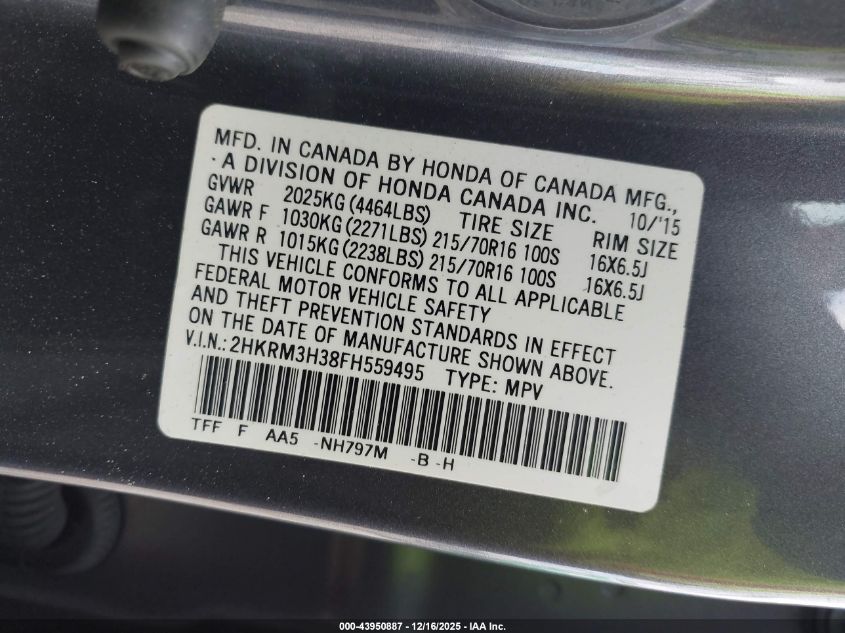 MFD. IN CANADA BY HONDA OF CANADA MFG.,
· A DIVISION OF HONDA CANADA INC. 10/'15
GVWR 2025KG (4464LBS) TIRE SIZE RIM SIZE
GAWR F 1030KG (2271LBS) 215/70R16 100S 16X6.5J
GAWR R 1015KG (2238LBS) 215/70R16 100S 16X6.5J
THIS VEHICLE CONFORMS TO ALL APPLICABLE
FEDERAL MOTOR VEHICLE SAFETY
AND THEFT PREVENTION STANDARDS IN EFFECT
ON THE DATE OF MANUFACTURE SHOWN ABOVE.
V.I.N.: 2HKRM3H38FH559495 TYPE: MPV
TFF F AA5 -NH797M -B -H
000-43950887 - 12/16/2025 - IAA Inc.